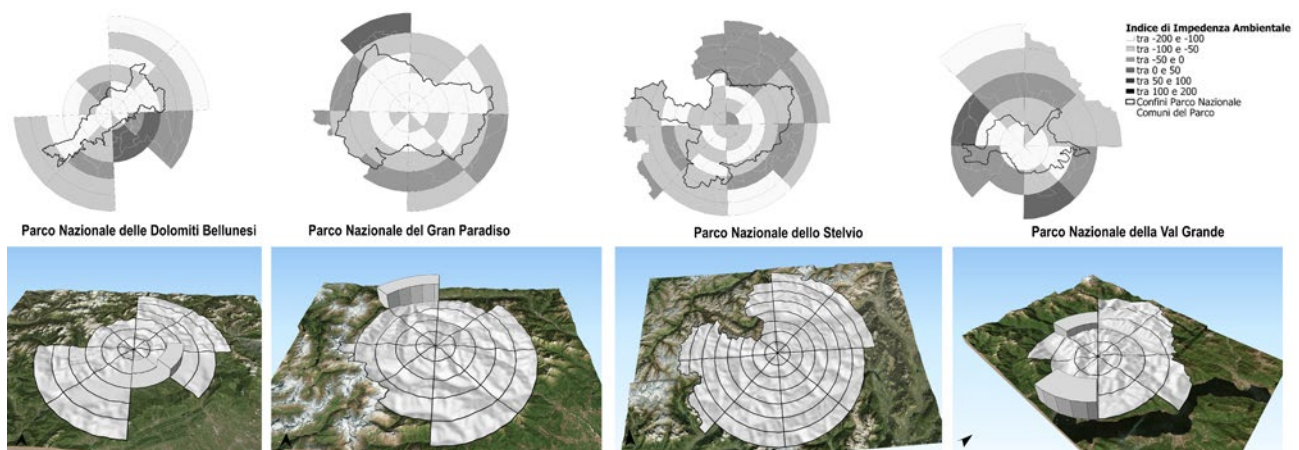 Indice di Impedenza Ambientale
tra -200 e -100
tra -100 e -50
tra -50 e 0
tra 0 e 50
tra 50 e 100
tra 100 e 200
Confini Parco Nazionale
Comuni del Parco
Parco Nazionale delle Dolomiti Bellunesi
Parco Nazionale del Gran Paradiso
Parco Nazionale dello Stelvio
Parco Nazionale della Val Grande